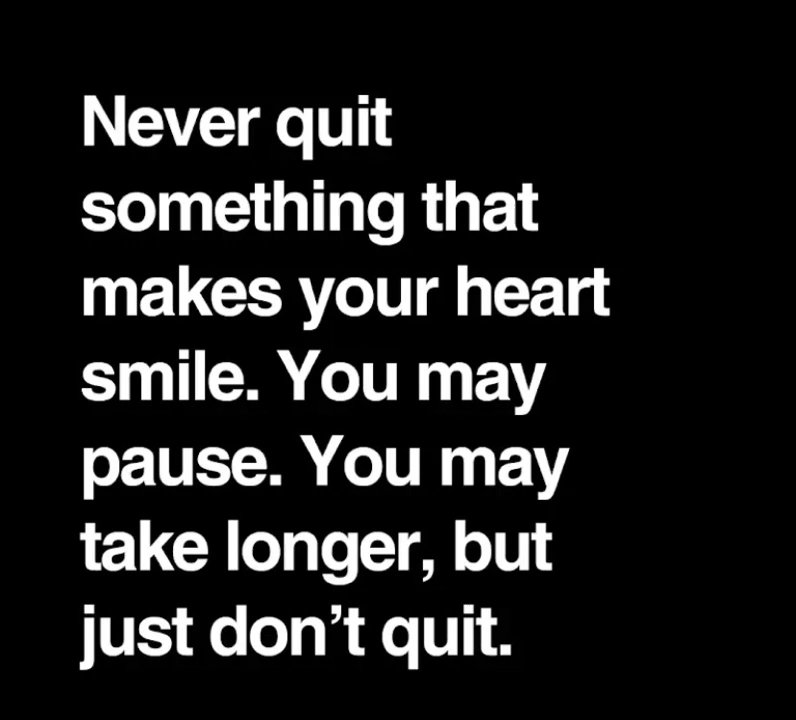 Never quit
something that
makes your heart
smile. You may
pause. You may
take longer, but
just don’t quit.